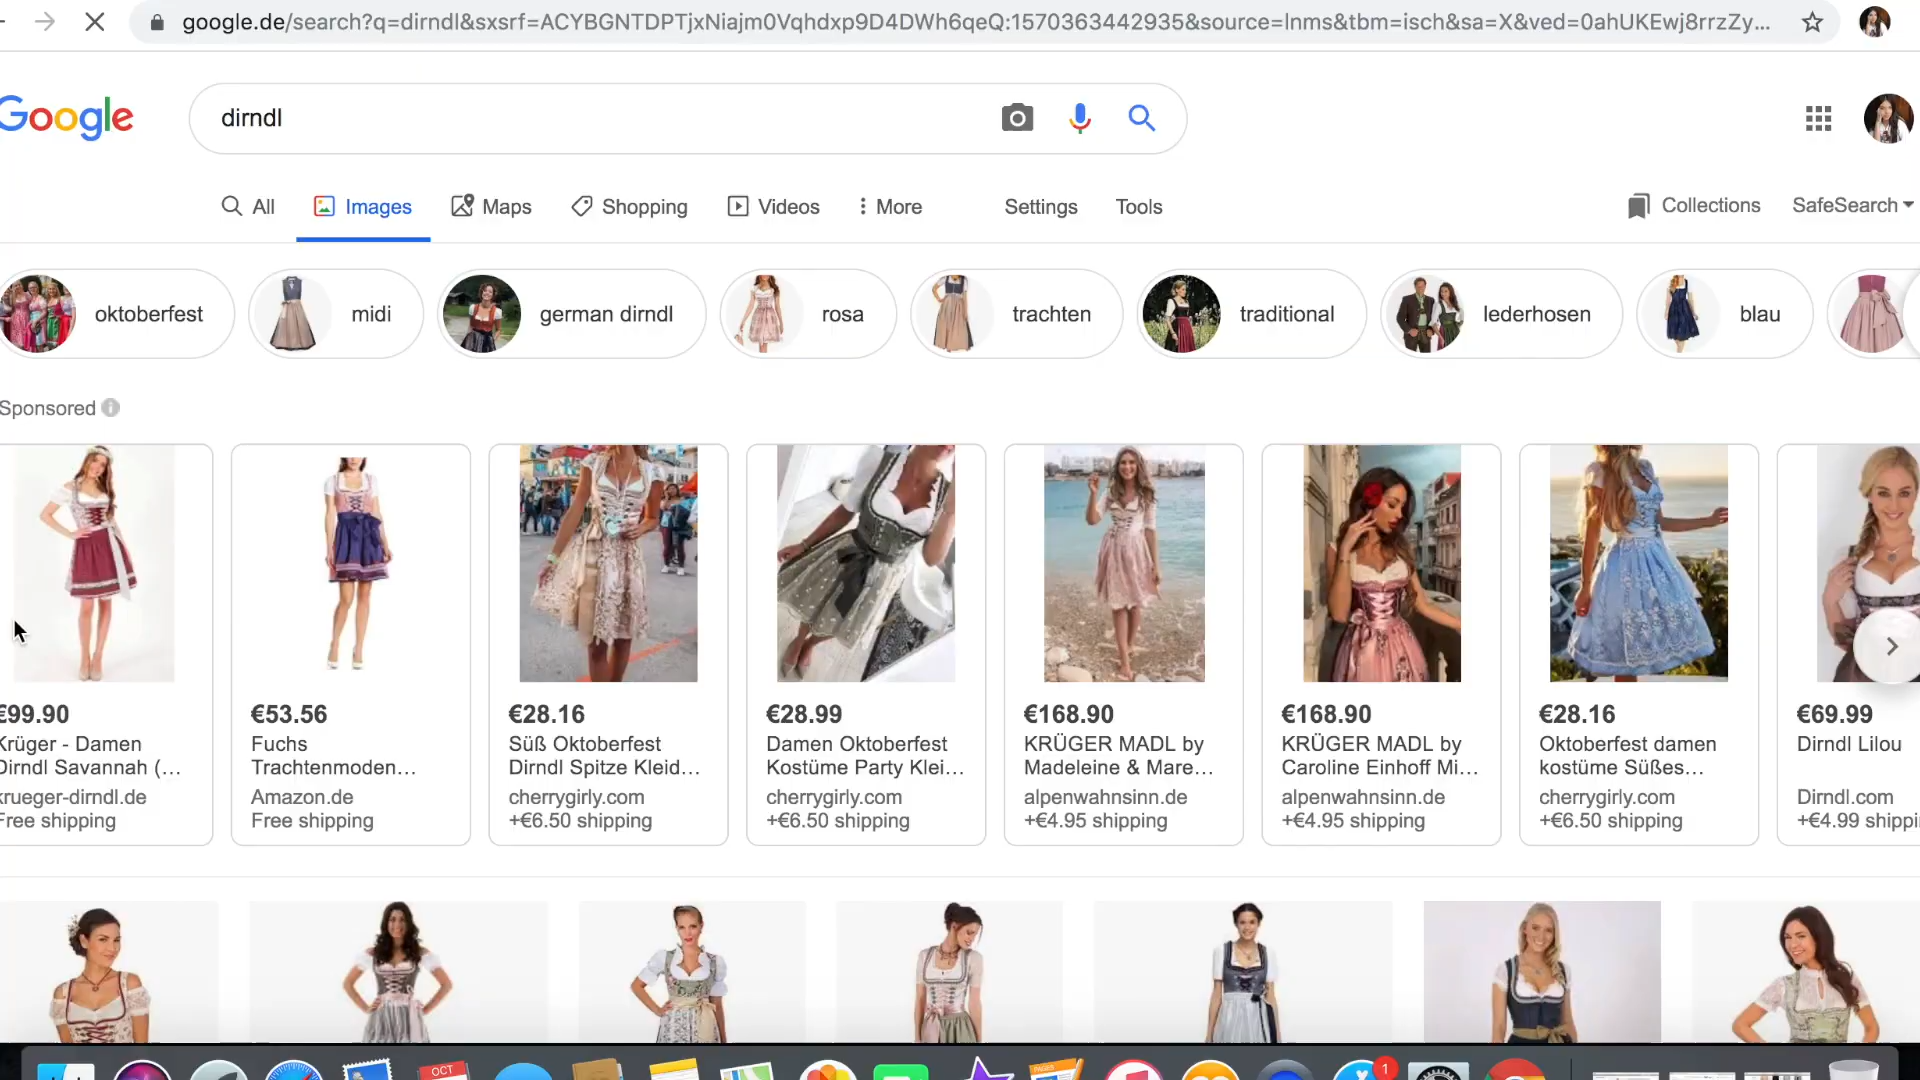 google.de/search?q=dirndl&sxsrf=ACYBGNTDPTjxNiajm0Vqhdxp9D4DWh6qeQ:1570363442935&source=lnms&tbm=isch&sa=X&ved=0ahUKEwj8rrzZy...
Google dirndl
All Images Maps Shopping Videos More Settings Tools Collections SafeSearch
oktoberfest midi german dirndl rosa trachten traditional lederhosen blau
Sponsored
€99.90 €53.56 €28.16 €28.99 €168.90 €168.90 €28.16 €69.99
Krüger - Damen Fuchs Süß Oktoberfest Damen Oktoberfest KRÜGER MADL by KRÜGER MADL by Oktoberfest damen Dirndl Lilou
Dirndl Savannah (... Trachtenmoden... Dirndl Spitze Kleid... Kostüme Party Klei... Madeleine & Mare... Caroline Einhoff Mi... kostüme Süßes...
krueger-dirndl.de Amazon.de cherrygirly.com cherrygirly.com alpenwahnsinn.de alpenwahnsinn.de cherrygirly.com Dirndl.com
Free shipping Free shipping +€6.50 shipping +€6.50 shipping +€4.95 shipping +€4.95 shipping +€6.50 shipping +€4.99 shippi
OCT PAGES 1